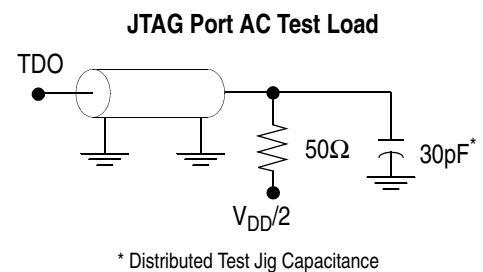 JTAG Port AC Test Load
TDO
50Ω
30pF*
VDD/2
* Distributed Test Jig Capacitance